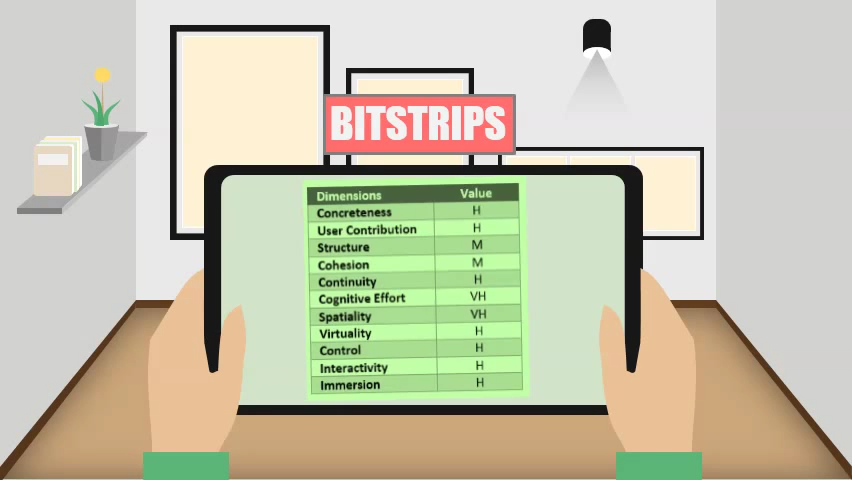 BITSTRIPS
Dimensions Value
Concreteness H
User Contribution H
Structure M
Cohesion M
Continuity H
Cognitive Effort VH
Spatiality VH
Virtuality H
Control H
Interactivity H
Immersion H